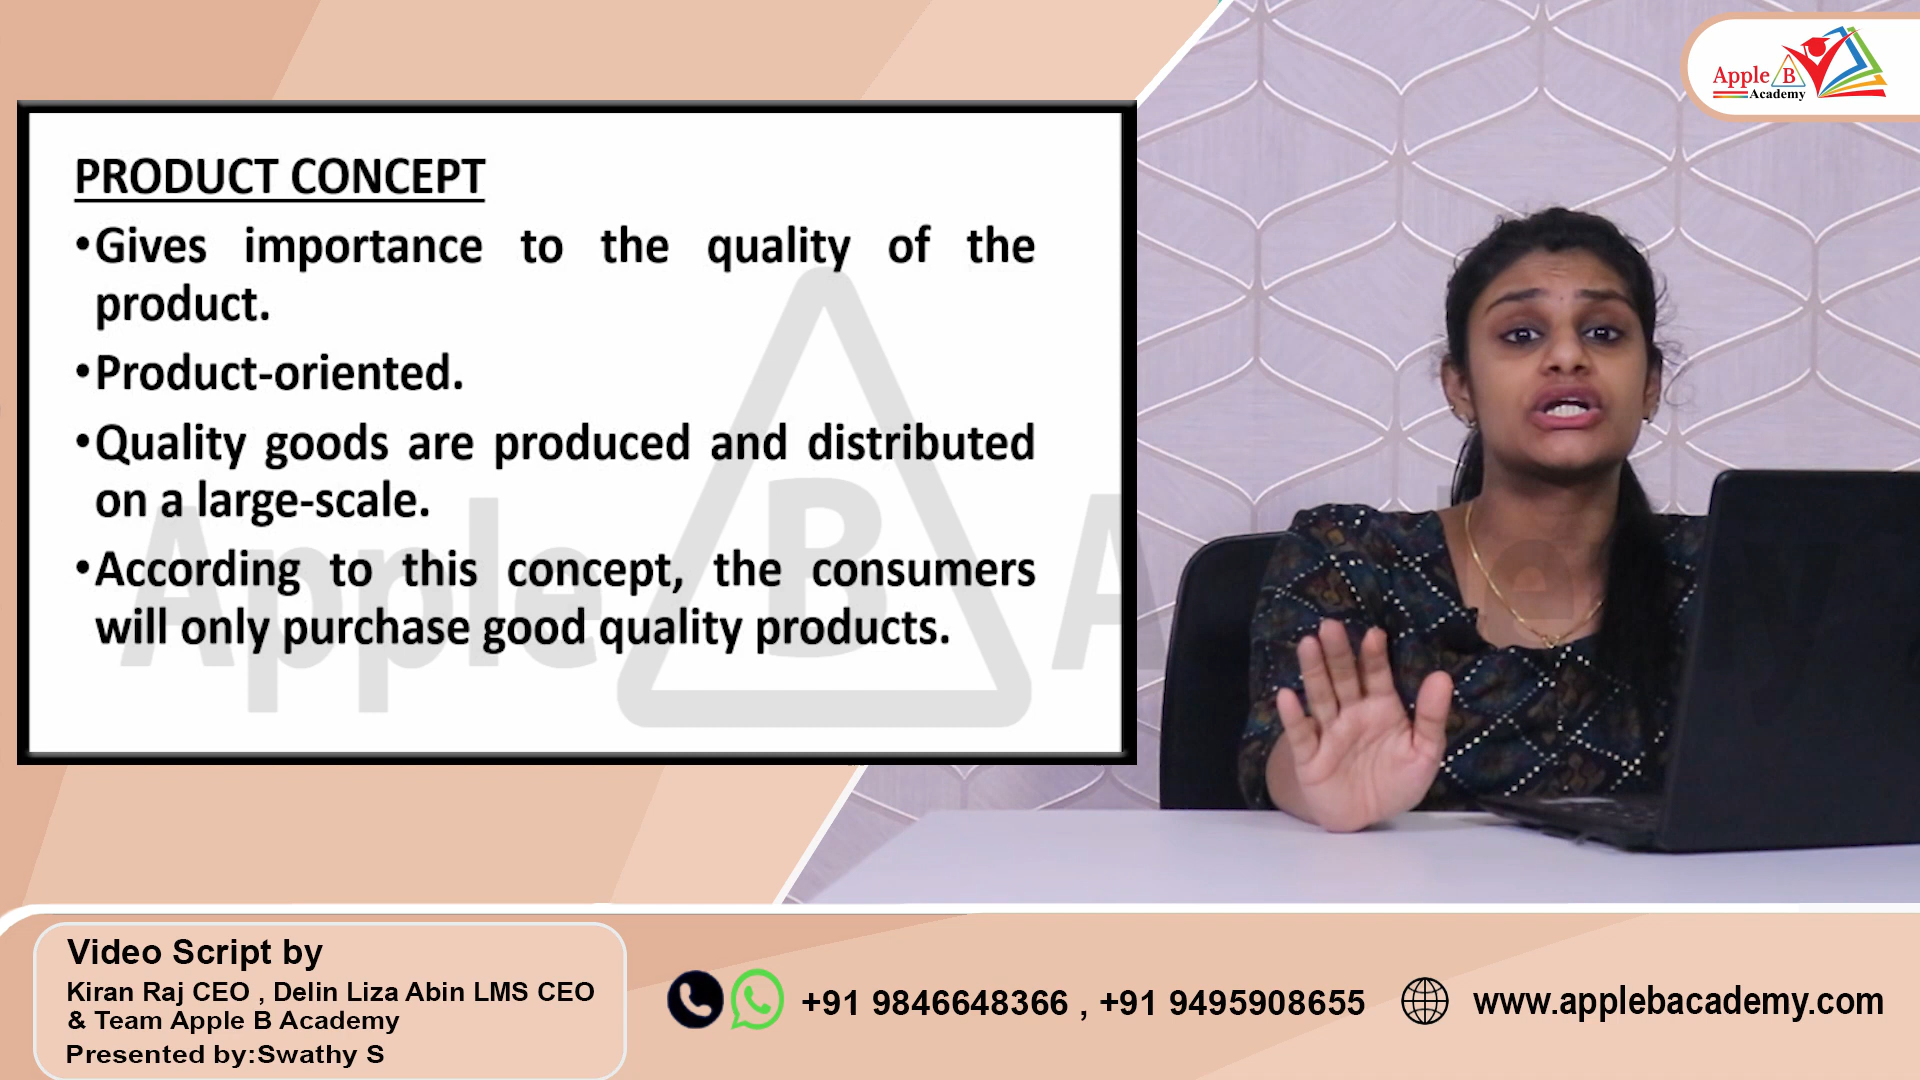 Apple B
Academy
PRODUCT CONCEPT
•Gives importance to the quality of the
product.
•Product-oriented.
•Quality goods are produced and distributed
on a large-scale.
•According to this concept, the consumers
will only purchase good quality products.
Apple B A
Video Script by
Kiran Raj CEO , Delin Liza Abin LMS CEO
& Team Apple B Academy
Presented by:Swathy S
+91 9846648366 , +91 9495908655
www.applebacademy.com